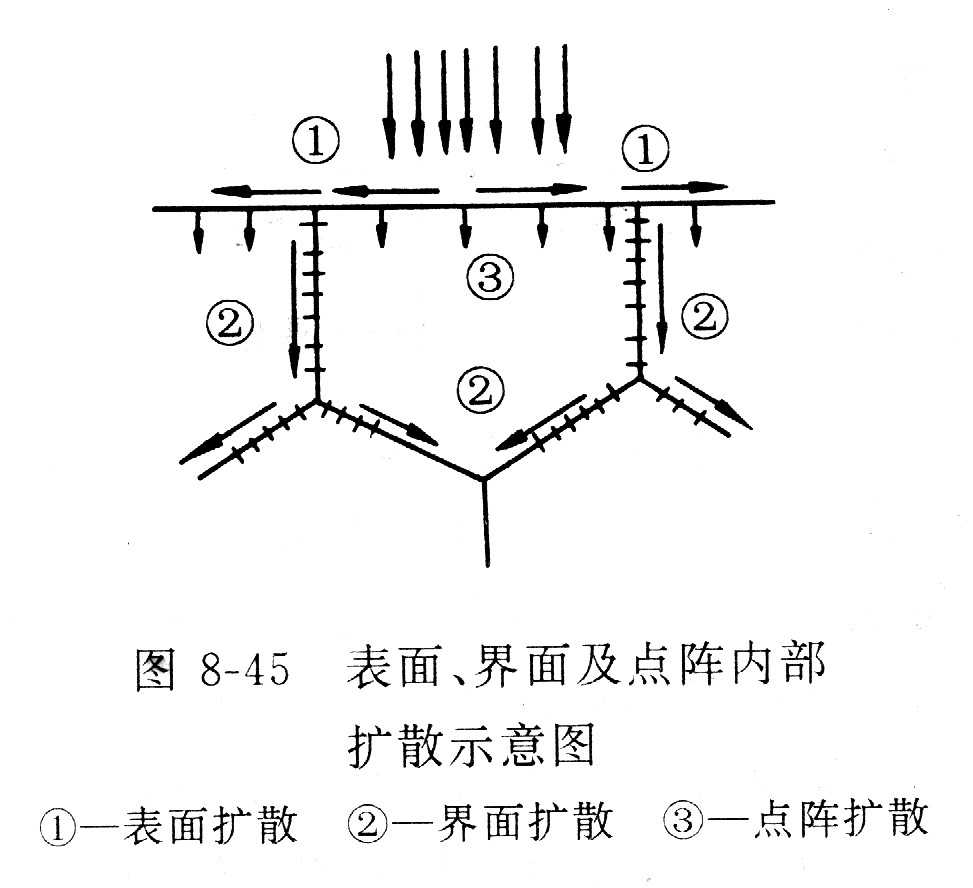 ① ①
③
② ②
②
图 8-45 表面、界面及点阵内部
扩散示意图
①—表面扩散 ②—界面扩散 ③—点阵扩散